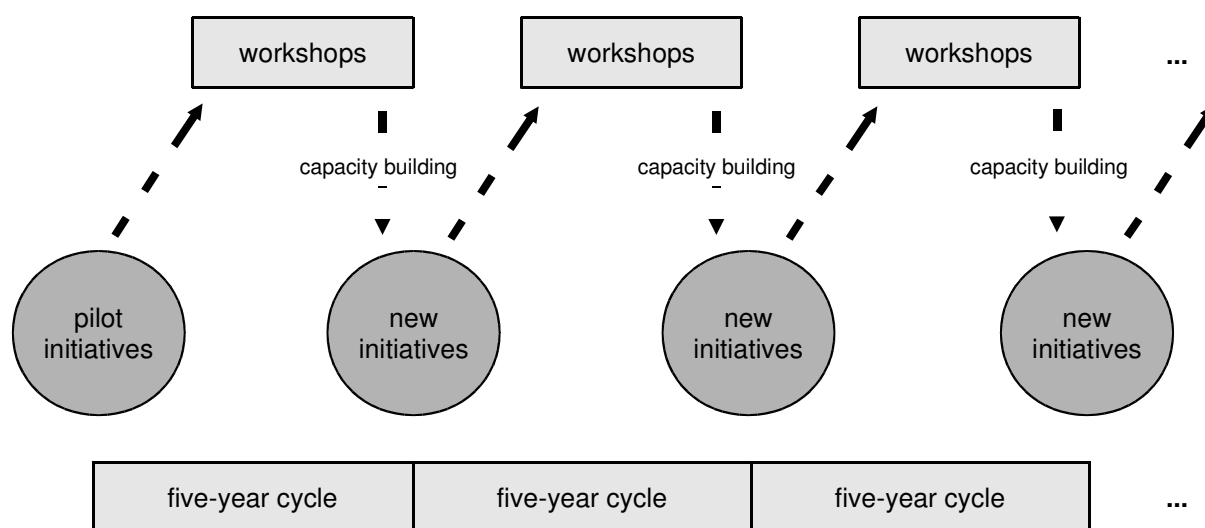 workshops
workshops
workshops
...
capacity building
capacity building
capacity building
pilot
initiatives
new
initiatives
new
initiatives
new
initiatives
five-year cycle
five-year cycle
five-year cycle
...